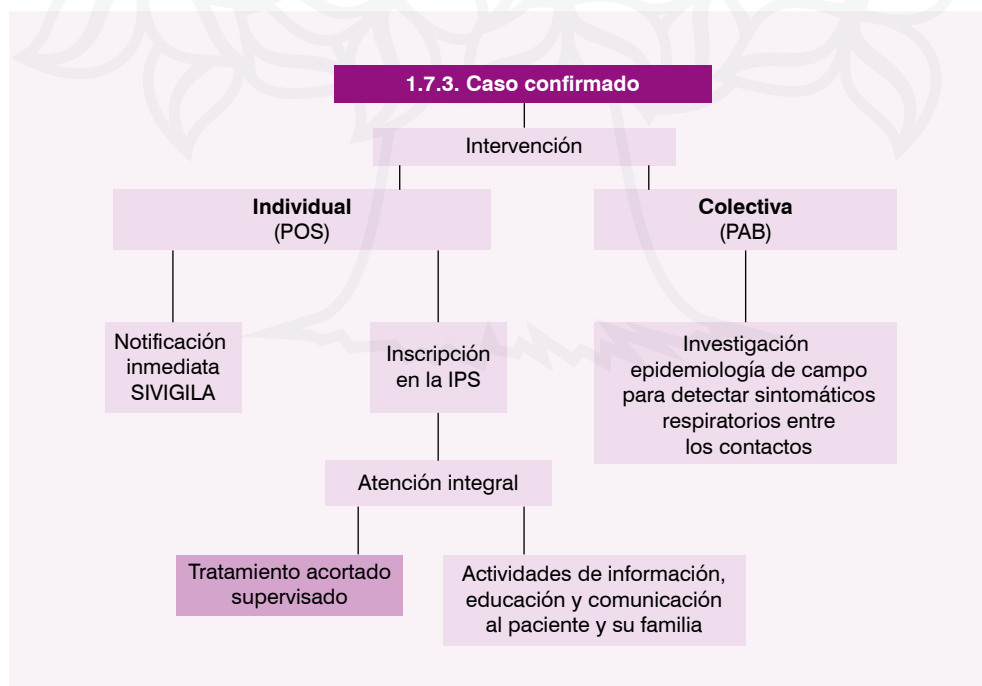 1.7.3. Caso confirmado
Intervención
Individual
(POS)
Colectiva
(PAB)
Notificación
inmediata
SIVIGILA
Inscripción
en la IPS
Investigación
epidemiología de campo
para detectar sintomáticos
respiratorios entre
los contactos
Atención integral
Tratamiento acortado
supervisado
Actividades de información,
educación y comunicación
al paciente y su familia